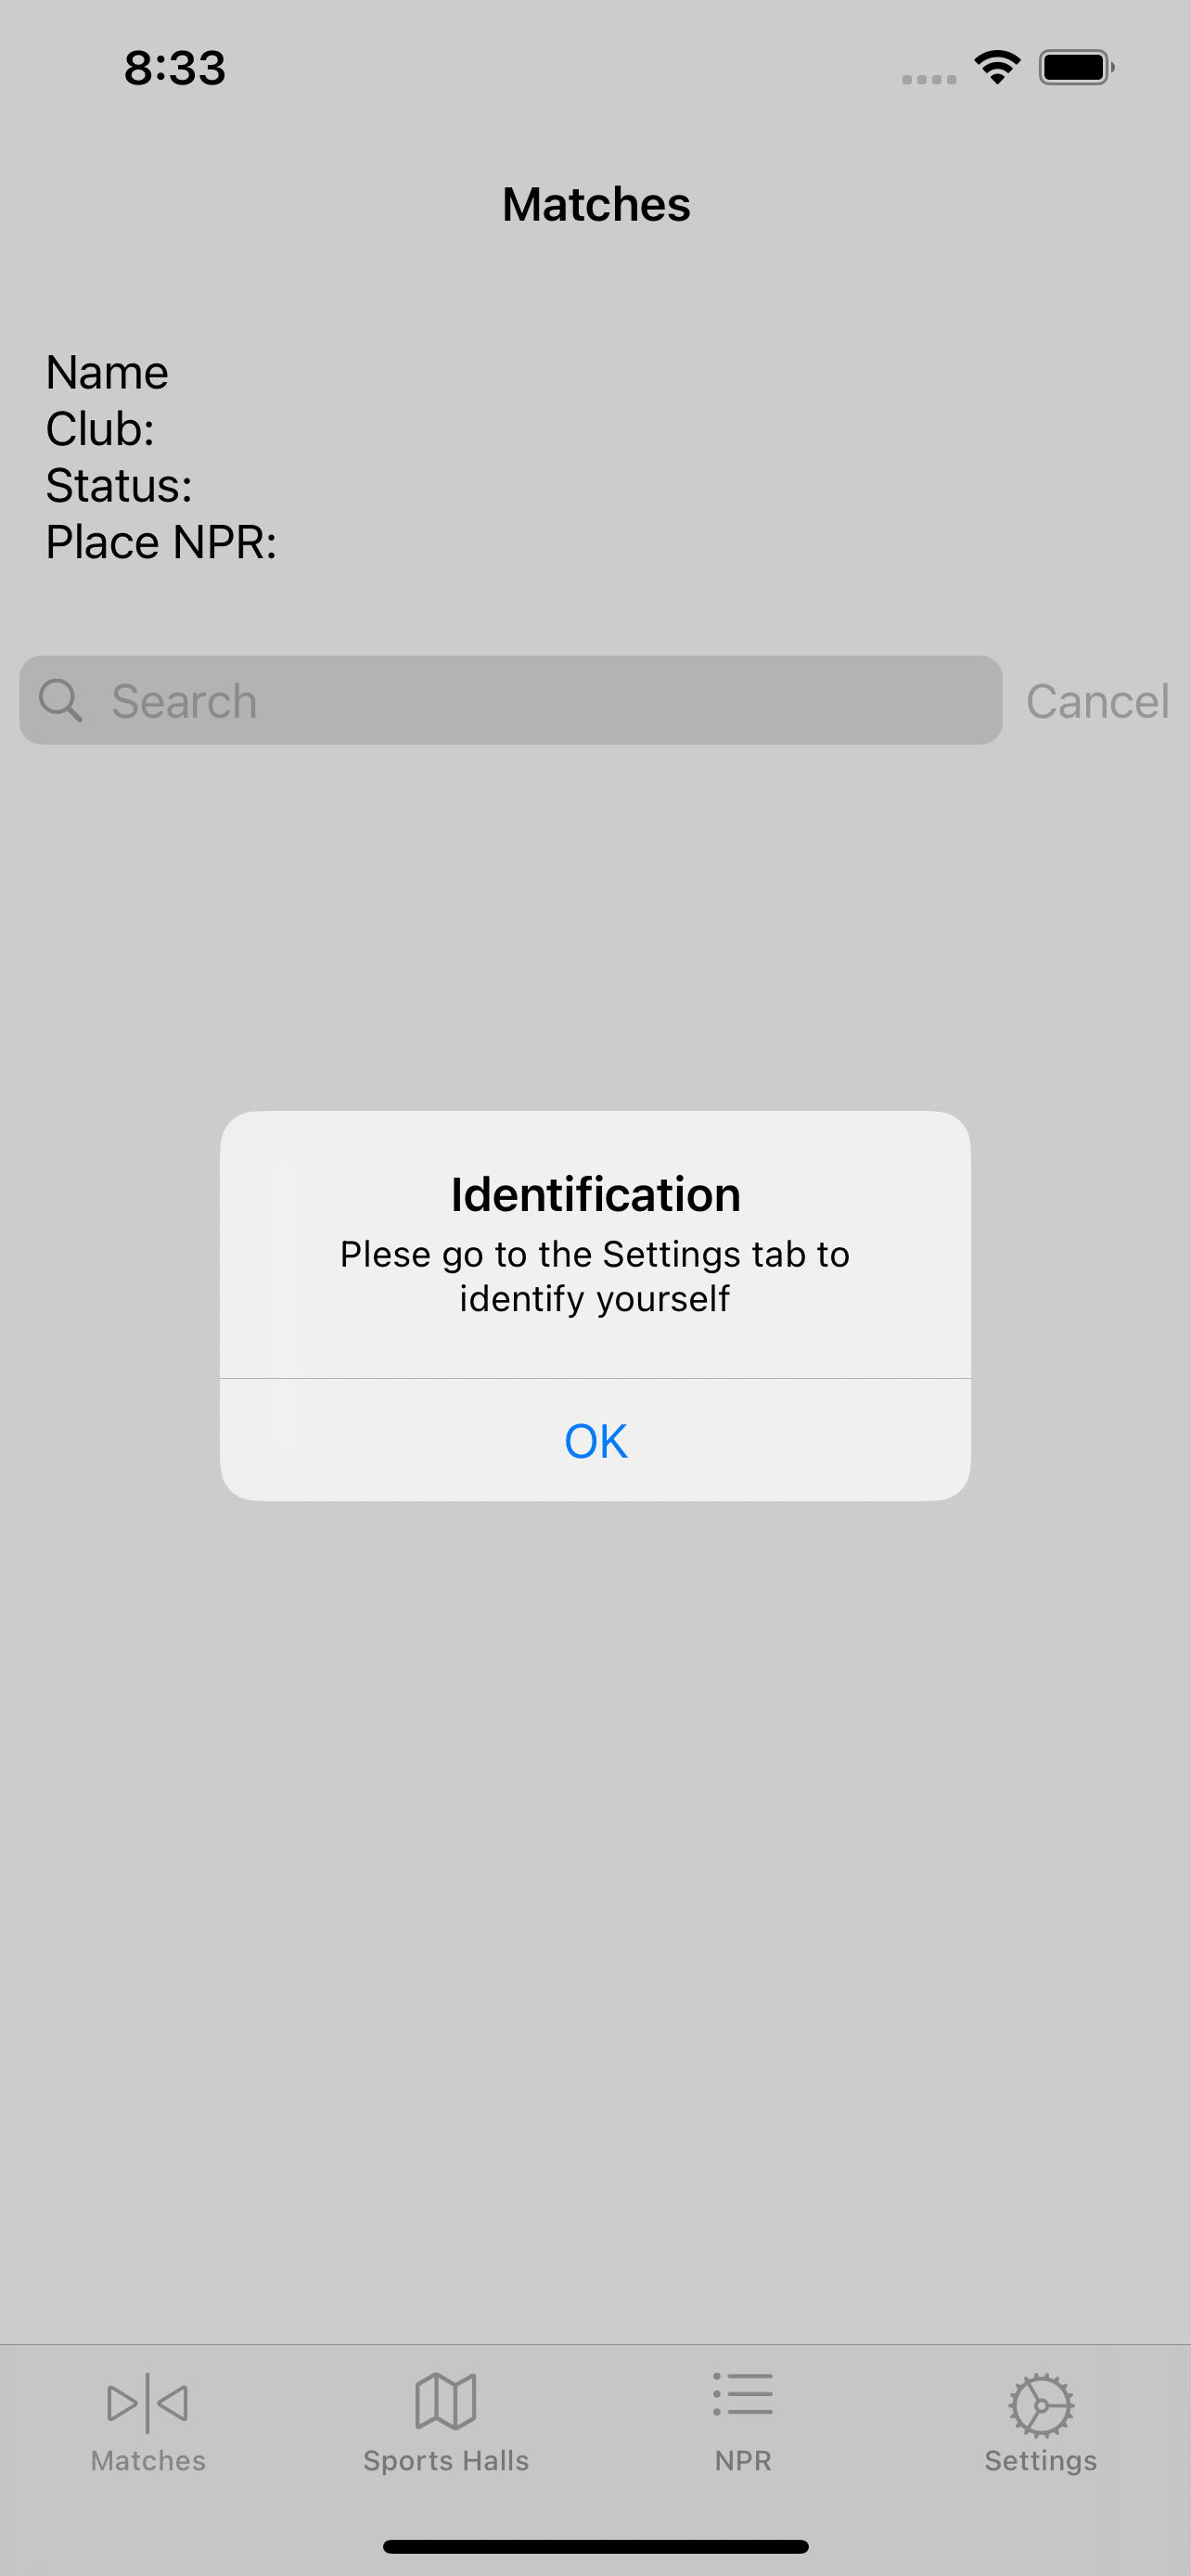 8:33
Matches
Name
Club:
Status:
Place NPR:
Search
Cancel
Identification
Plese go to the Settings tab to
identify yourself
OK
Matches
Sports Halls
NPR
Settings